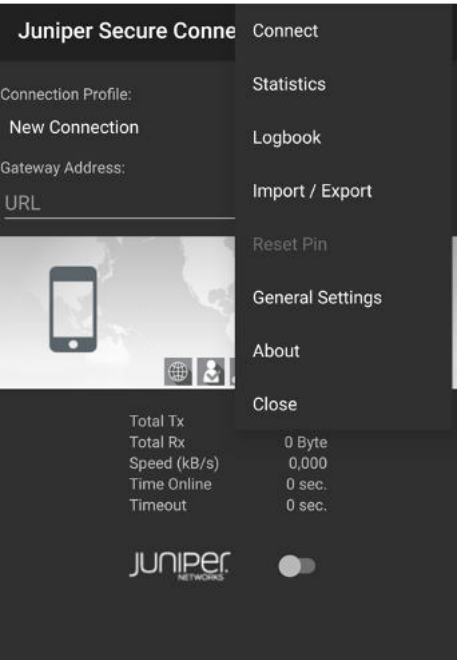 Juniper Secure Conne
Connection Profile:
New Connection
Gateway Address:
URL
Connect
Statistics
Logbook
Import / Export
Reset Pin
General Settings
About
Close
Total Tx
Total Rx 0 Byte
Speed (kB/s) 0,000
Time Online 0 sec.
Timeout 0 sec.
JUNIPER
NETWORKS